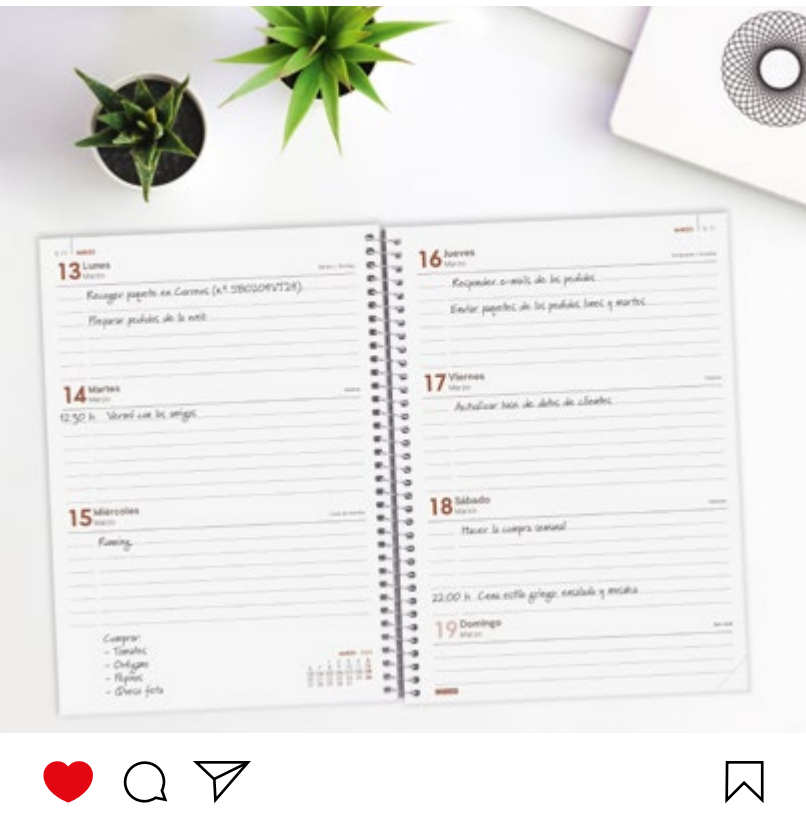 MARZO
13 Lunes
Marzo
Recoger paquete en Correos
Preparar pedidos de la web
14 Martes
Marzo
12:30 h. Vermú con los amigos
15 Miércoles
Marzo
Running
Comprar:
- Tomates
- Orégano
- Pepinos
- Queso feta
MARZO
MARZO
16 Jueves
Marzo
Responder e-mails de los pedidos
Enviar paquetes de los pedidos lunes y martes
17 Viernes
Marzo
Actualizar base de datos de clientes
18 Sábado
Marzo
Hacer la compra semanal
22:00 h. Cena estilo griego: ensalada y
19 Domingo
Marzo